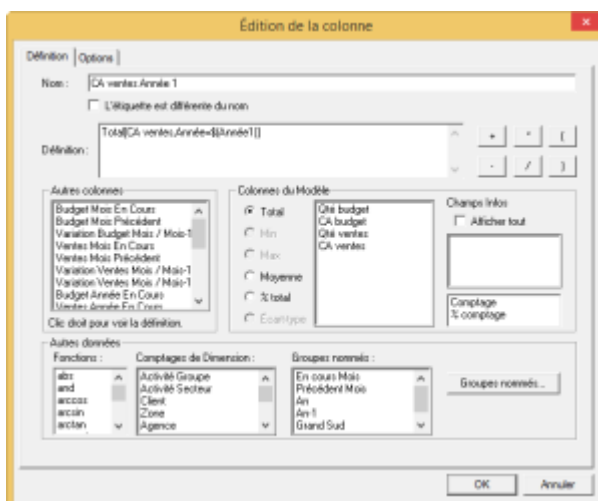 Édition de la colonne
Définition
Options
Nom :
CA ventes Année 1
L'étiquette est différente du nom
Définition :
Total(CA ventes,Année=$(Année1))
+ * (
- / )
Autres colonnes
Budget Mois En Cours
Budget Mois Précédent
Variation Budget Mois / Mois-1
Ventes Mois En Cours
Ventes Mois Précédent
Variation Ventes Mois / Mois-1
Variation Ventes Mois / Mois-1
Budget Année En Cours
Ventes Année En Cours
Clic droit pour voir la définition.
Colonnes du Modèle
Total
Min
Max
Moyenne
% total
Ecart-type
Qté budget
CA budget
Qté ventes
CA ventes
Champs Infos
Afficher tout
Comptage
% comptage
Autres données
Fonctions :
abs
and
arccos
arcsin
arctan
Comptages de Dimension :
Activité Groupe
Activité Secteur
Client
Zone
Agence
Groupes nommés :
En cours Mois
Précédent Mois
An
An-1
Grand Sud
Groupes nommés...
OK
Annuler